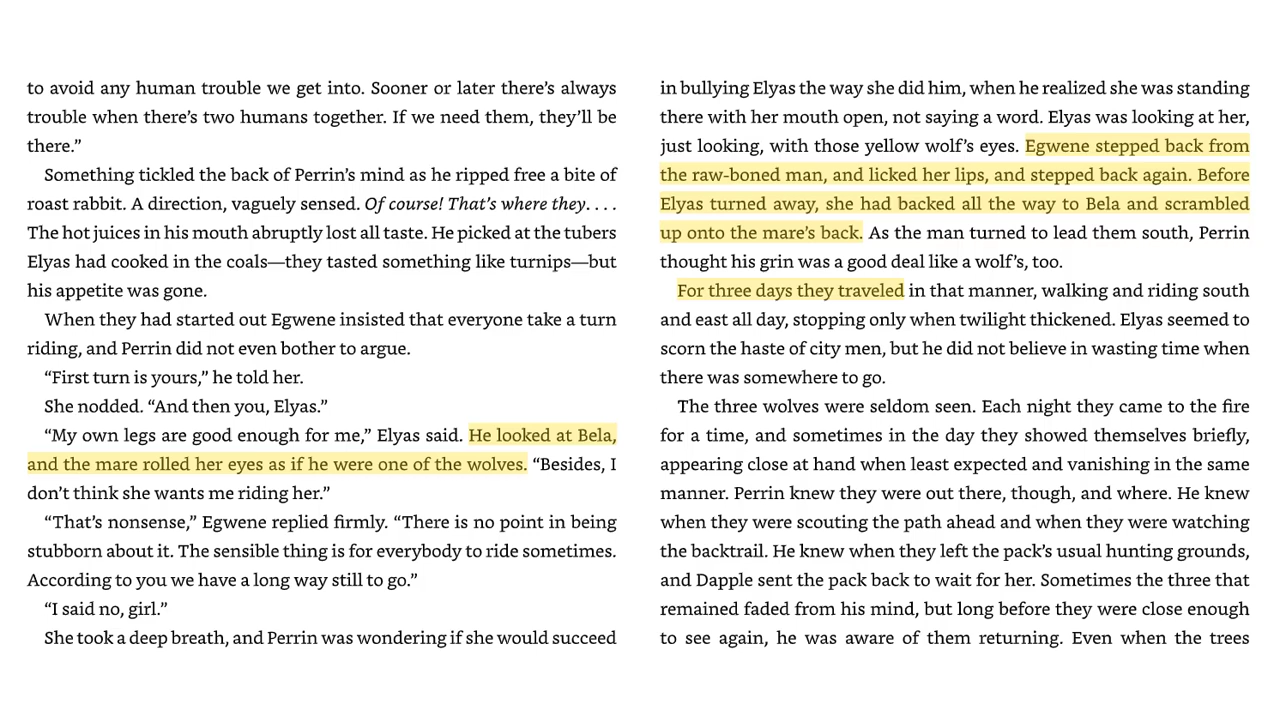 to avoid any human trouble we get into. Sooner or later there’s always
trouble when there’s two humans together. If we need them, they’ll be
there.”
Something tickled the back of Perrin’s mind as he ripped free a bite of
roast rabbit. A direction, vaguely sensed. Of course! That’s where they. . . .
The hot juices in his mouth abruptly lost all taste. He picked at the tubers
Elyas had cooked in the coals—they tasted something like turnips—but
his appetite was gone.
When they had started out Egwene insisted that everyone take a turn
riding, and Perrin did not even bother to argue.
“First turn is yours,” he told her.
She nodded. “And then you, Elyas.”
“My own legs are good enough for me,” Elyas said. He looked at Bela,
and the mare rolled her eyes as if he were one of the wolves. “Besides, I
don’t think she wants me riding her.”
“That’s nonsense,” Egwene replied firmly. “There is no point in being
stubborn about it. The sensible thing is for everybody to ride sometimes.
According to you we have a long way still to go.”
“I said no, girl.”
She took a deep breath, and Perrin was wondering if she would succeed
in bullying Elyas the way she did him, when he realized she was standing
there with her mouth open, not saying a word. Elyas was looking at her,
just looking, with those yellow wolf’s eyes. Egwene stepped back from
the raw-boned man, and licked her lips, and stepped back again. Before
Elyas turned away, she had backed all the way to Bela and scrambled
up onto the mare’s back. As the man turned to lead them south, Perrin
thought his grin was a good deal like a wolf’s, too.
For three days they traveled in that manner, walking and riding south
and east all day, stopping only when twilight thickened. Elyas seemed to
scorn the haste of city men, but he did not believe in wasting time when
there was somewhere to go.
The three wolves were seldom seen. Each night they came to the fire
for a time, and sometimes in the day they showed themselves briefly,
appearing close at hand when least expected and vanishing in the same
manner. Perrin knew they were out there, though, and where. He knew
when they were scouting the path ahead and when they were watching
the backtrail. He knew when they left the pack’s usual hunting grounds,
and Dapple sent the pack back to wait for her. Sometimes the three that
remained faded from his mind, but long before they were close enough
to see again, he was aware of them returning. Even when the trees